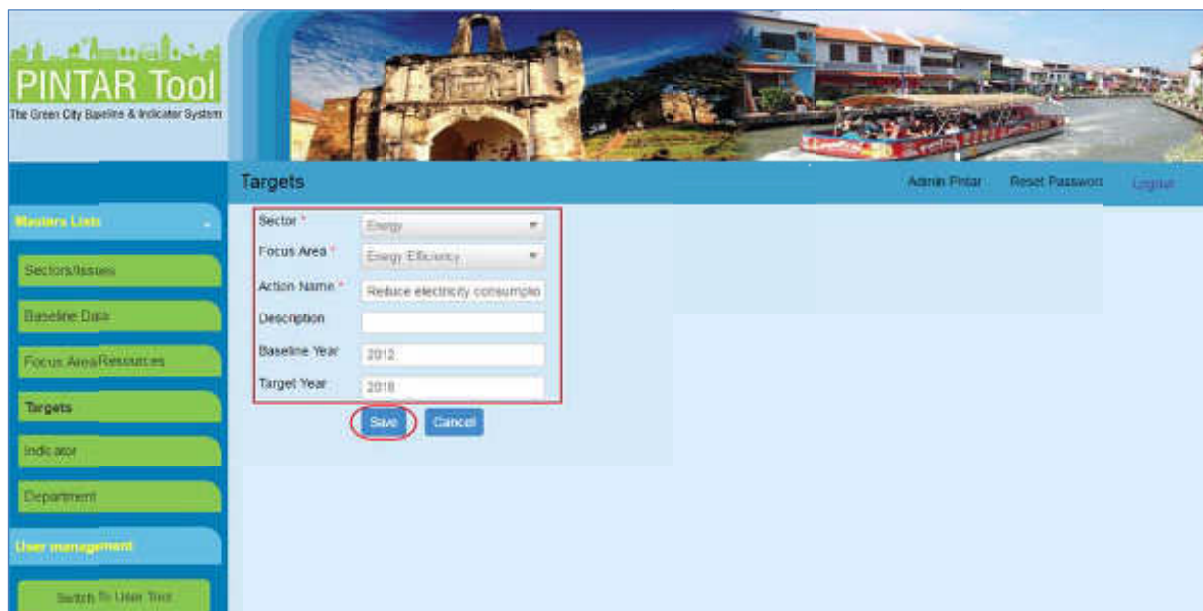 PINTAR Tool
The Green City Baseline & Indicator System
Targets
Admin Pintar Reset Password Logout
Masters Lists
Sectors/Issues
Baseline Data
Focus Area/Resources
Targets
Indicator
Department
User management
Switch To User Tool
Sector *
Energy
Focus Area *
Energy Efficiency
Action Name *
Reduce electricity consumptio
Description
Baseline Year
2012
Target Year
Save Cancel